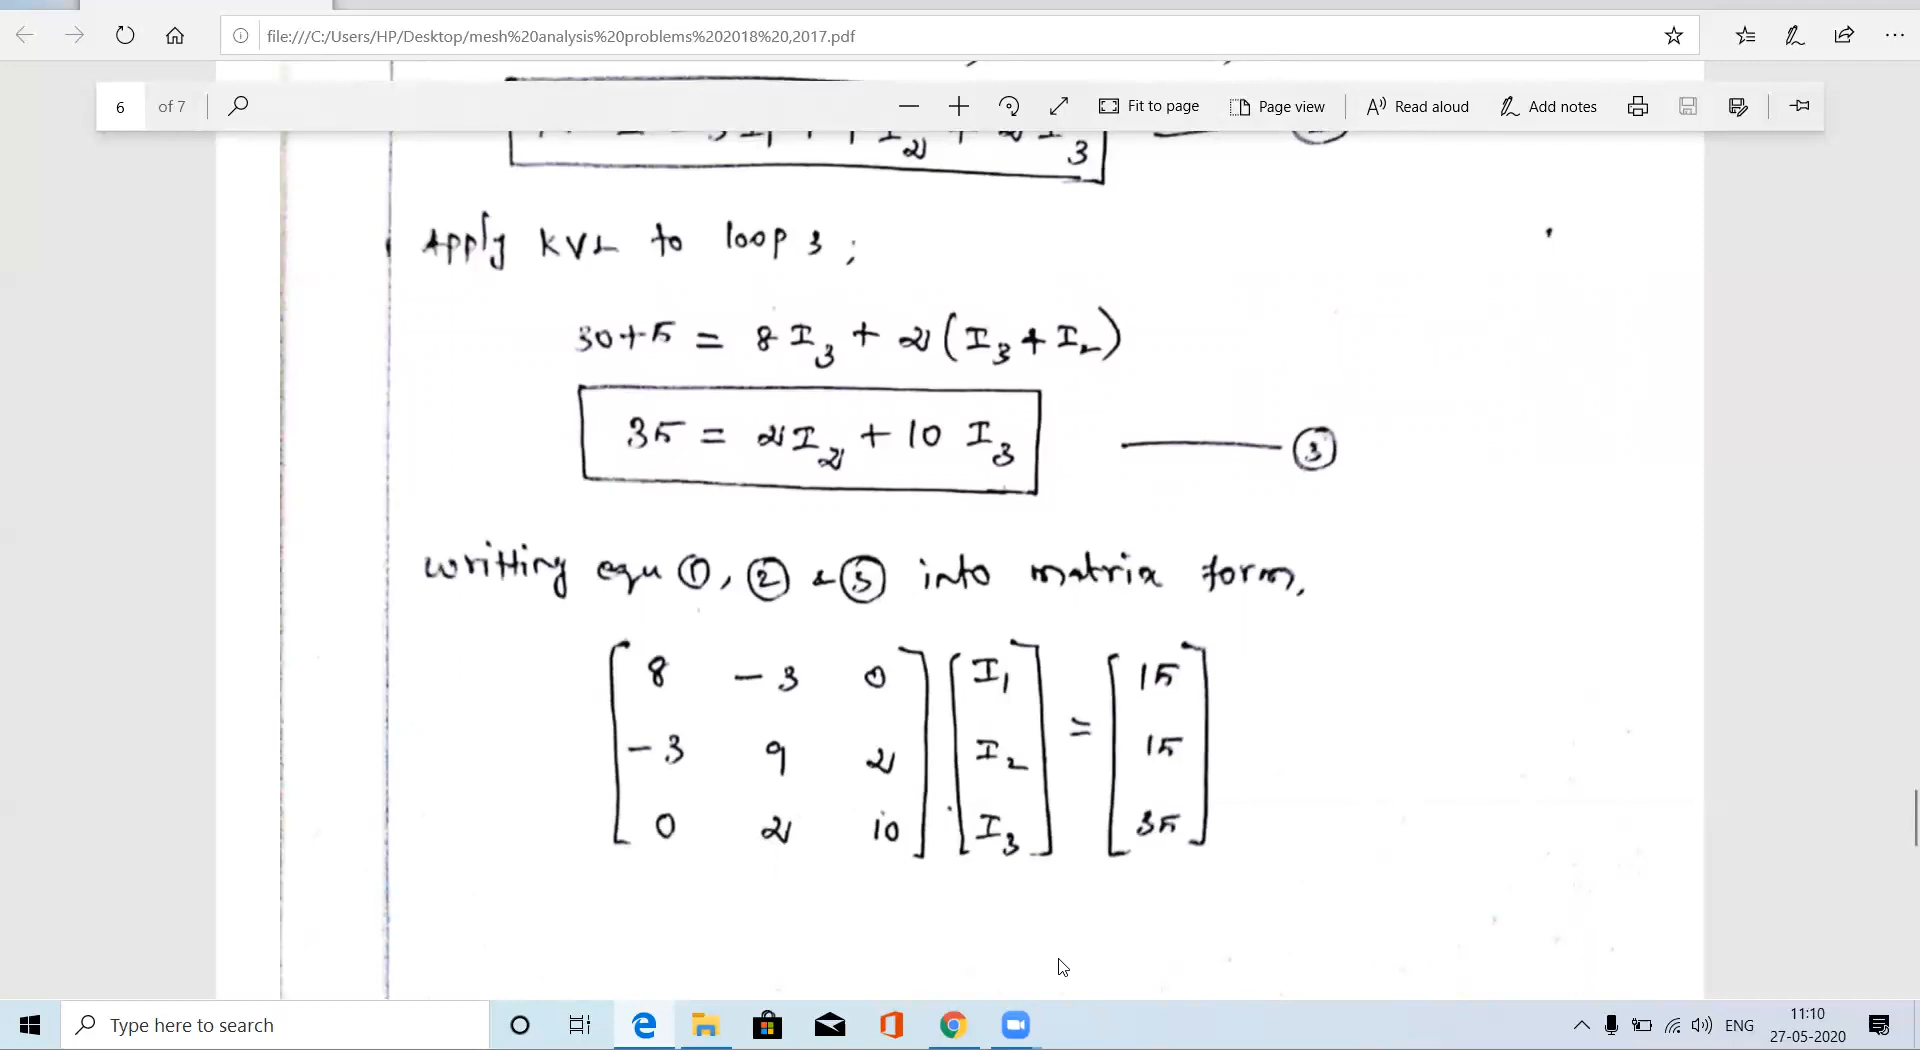 file:///C:/Users/HP/Desktop/mesh%20analysis%20problems%202018%20,2017.pdf
6 of 7
Fit to page
Page view
Read aloud
Add notes
Apply KVL to loop 3;
30+5 = 8 I3 + 2 (I3 + I2)
35 = 2I2 + 10 I3 ——— ③
writting equ ①, ② & ③ into matrix form,
[ 8 -3 0 ] [ I1 ] = [ 15 ]
[ -3 9 2 ] [ I2 ] [ 15 ]
[ 0 2 10 ] [ I3 ] [ 35 ]
Type here to search
ENG
11:10
27-05-2020